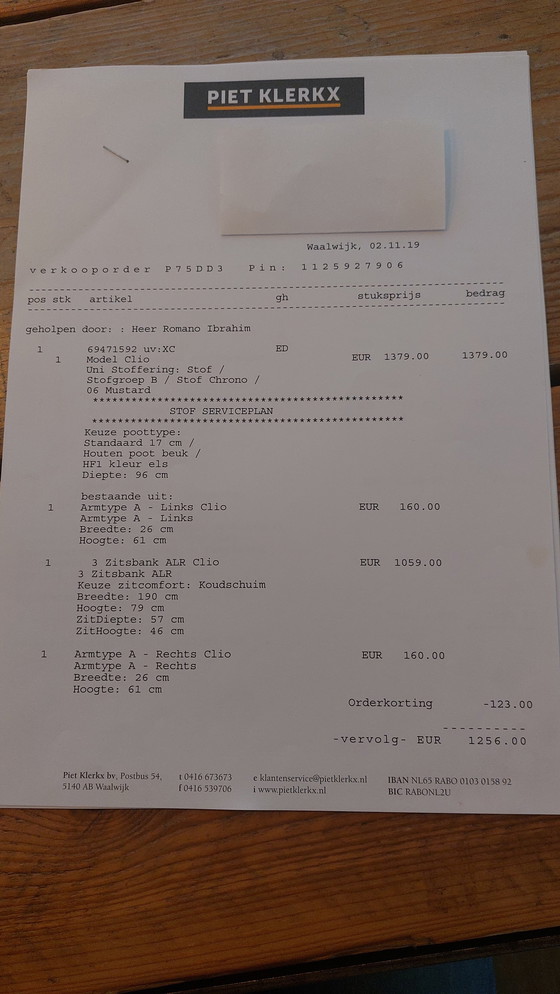 PIET KLERKX
Waalwijk, 02.11.19
verkooporder P75DD3 Pin: 1125927906
pos stk artikel gh stuksprijs bedrag
geholpen door: : Heer Romano Ibrahim
1 69471592 uv:XC ED
1 Model Clio EUR 1379.00 1379.00
Uni Stoffering: Stof /
Stofgroep B / Stof Chrono /
06 Mustard
************************************************
STOF SERVICEPLAN
************************************************
Keuze poottype:
Standaard 17 cm /
Houten poot beuk /
HF1 kleur els
Diepte: 96 cm
bestaande uit:
1 Armtype A - Links Clio EUR 160.00
Armtype A - Links
Breedte: 26 cm
Hoogte: 61 cm
1 3 Zitsbank ALR Clio EUR 1059.00
3 Zitsbank ALR
Keuze zitcomfort: Koudschuim
Breedte: 190 cm
Hoogte: 79 cm
ZitDiepte: 57 cm
ZitHoogte: 46 cm
1 Armtype A - Rechts Clio EUR 160.00
Armtype A - Rechts
Breedte: 26 cm
Hoogte: 61 cm
Orderkorting -123.00
----------
-vervolg- EUR 1256.00
Piet Klerkx bv, Postbus 54, t 0416 673673 e klantenservice@pietklerkx.nl IBAN NL65 RABO 0103 0158 92
5140 AB Waalwijk f 0416 539706 i www.pietklerkx.nl BIC RABONL2U